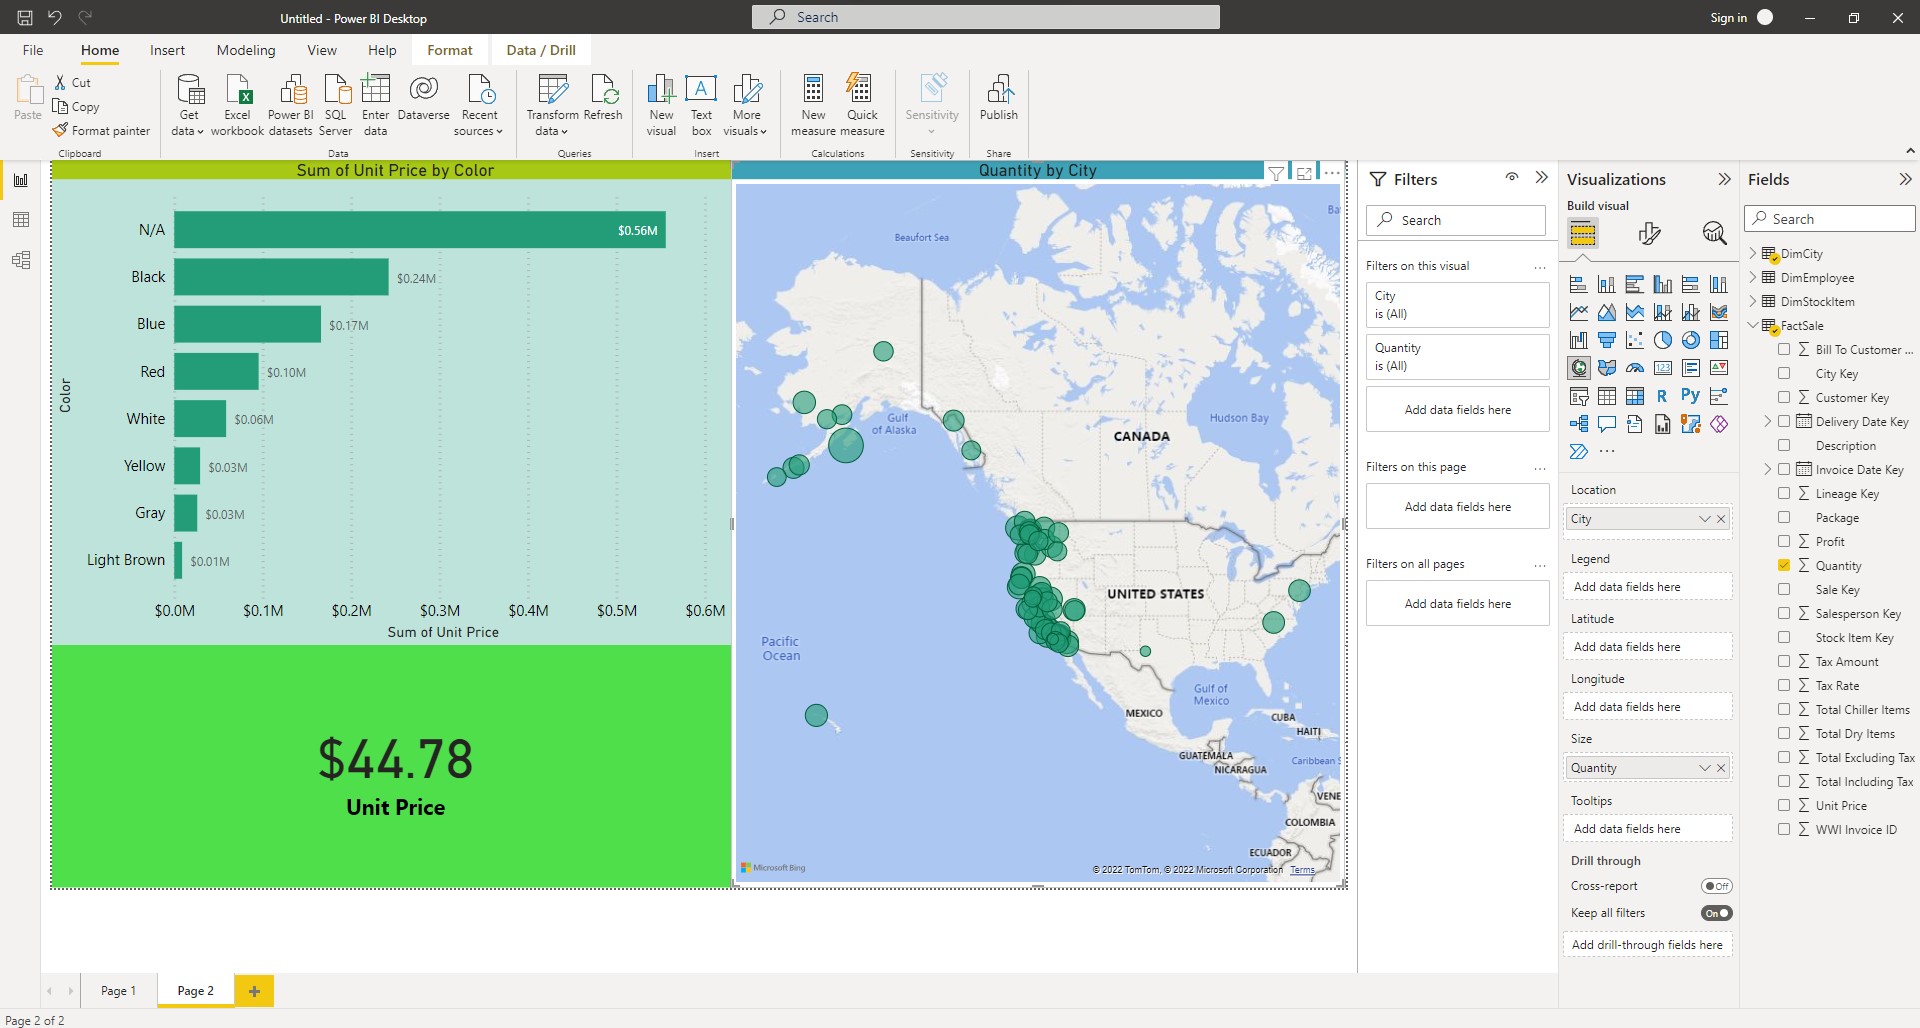 Untitled - Power BI Desktop
Search
Sign in
File Home Insert Modeling View Help Format Data / Drill
Paste
Cut
Copy
Format painter
Clipboard
Get data
Excel workbook
Power BI datasets
SQL Server
Enter data
Dataverse
Recent sources
Data
Transform data
Refresh
Queries
New visual
Text box
More visuals
Insert
New measure
Quick measure
Calculations
Sensitivity
Sensitivity
Publish
Share
Sum of Unit Price by Color
Color
N/A $0.56M
Black $0.24M
Blue $0.17M
Red $0.10M
White $0.06M
Yellow $0.03M
Gray $0.03M
Light Brown $0.01M
$0.0M $0.1M $0.2M $0.3M $0.4M $0.5M $0.6M
Sum of Unit Price
$44.78
Unit Price
Quantity by City
Ba
Beaufort Sea
Gulf of Alaska
Hudson Bay
CANADA
UNITED STATES
Pacific Ocean
Gulf of Mexico
MEXICO
CUBA
HAITI
GUATEMALA
Caribbean S
NICARAGUA
VENE
COLOMBIA
ECUADOR
Microsoft Bing
© 2022 TomTom, © 2022 Microsoft Corporation Terms
Filters
Search
Filters on this visual
City
is (All)
Quantity
is (All)
Add data fields here
Filters on this page
Add data fields here
Filters on all pages
Add data fields here
Visualizations
Build visual
123
R
Py
Location
City
Legend
Add data fields here
Latitude
Add data fields here
Longitude
Add data fields here
Size
Quantity
Tooltips
Add data fields here
Drill through
Cross-report Off
Keep all filters On
Add drill-through fields here
Fields
Search
DimCity
DimEmployee
DimStockItem
FactSale
Bill To Customer ...
City Key
Customer Key
Delivery Date Key
Description
Invoice Date Key
Lineage Key
Package
Profit
Quantity
Sale Key
Salesperson Key
Stock Item Key
Tax Amount
Tax Rate
Total Chiller Items
Total Dry Items
Total Excluding Tax
Total Including Tax
Unit Price
WWI Invoice ID
Page 1 Page 2
Page 2 of 2